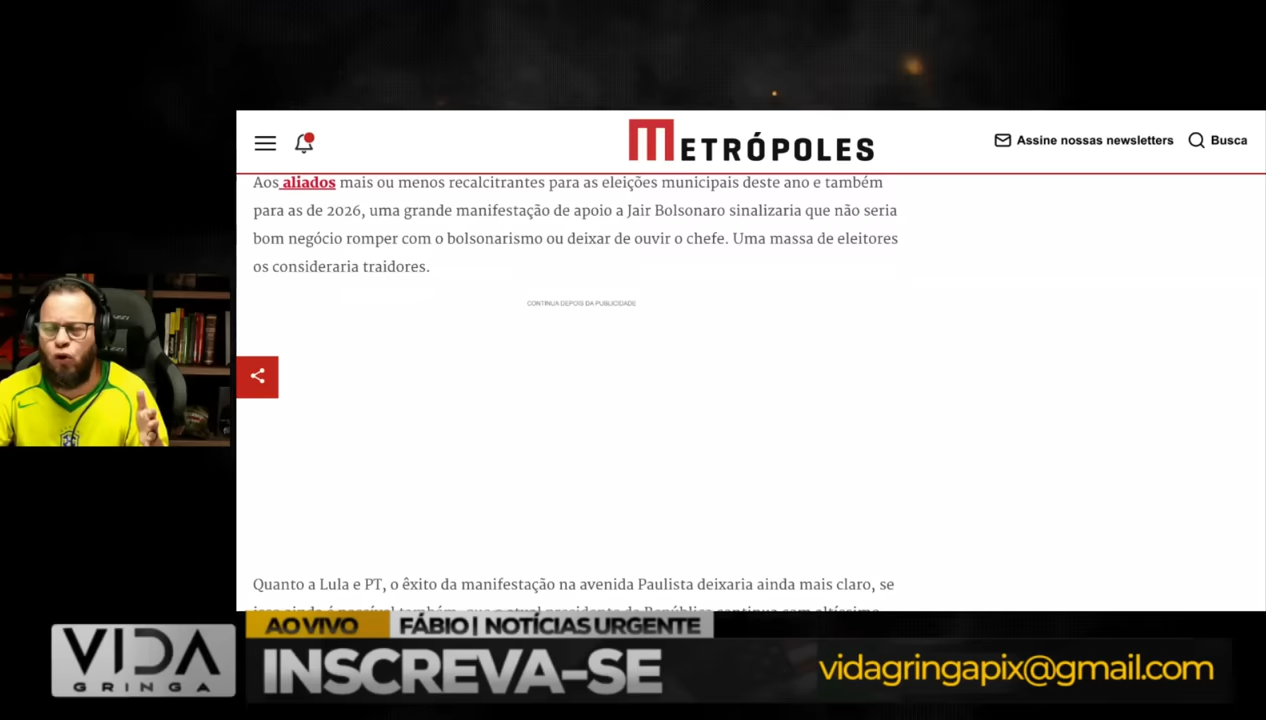 METRÓPOLES
Assine nossas newsletters
Busca
Aos aliados mais ou menos recalcitrantes para as eleições municipais deste ano e também
para as de 2026, uma grande manifestação de apoio a Jair Bolsonaro sinalizaria que não seria
bom negócio romper com o bolsonarismo ou deixar de ouvir o chefe. Uma massa de eleitores
os consideraria traidores.
CONTINUA DEPOIS DA PUBLICIDADE
Quanto a Lula e PT, o êxito da manifestação na avenida Paulista deixaria ainda mais claro, se
AO VIVO
FÁBIO | NOTÍCIAS URGENTE
VIDA
GRINGA
INSCREVA-SE
vidagringapix@gmail.com